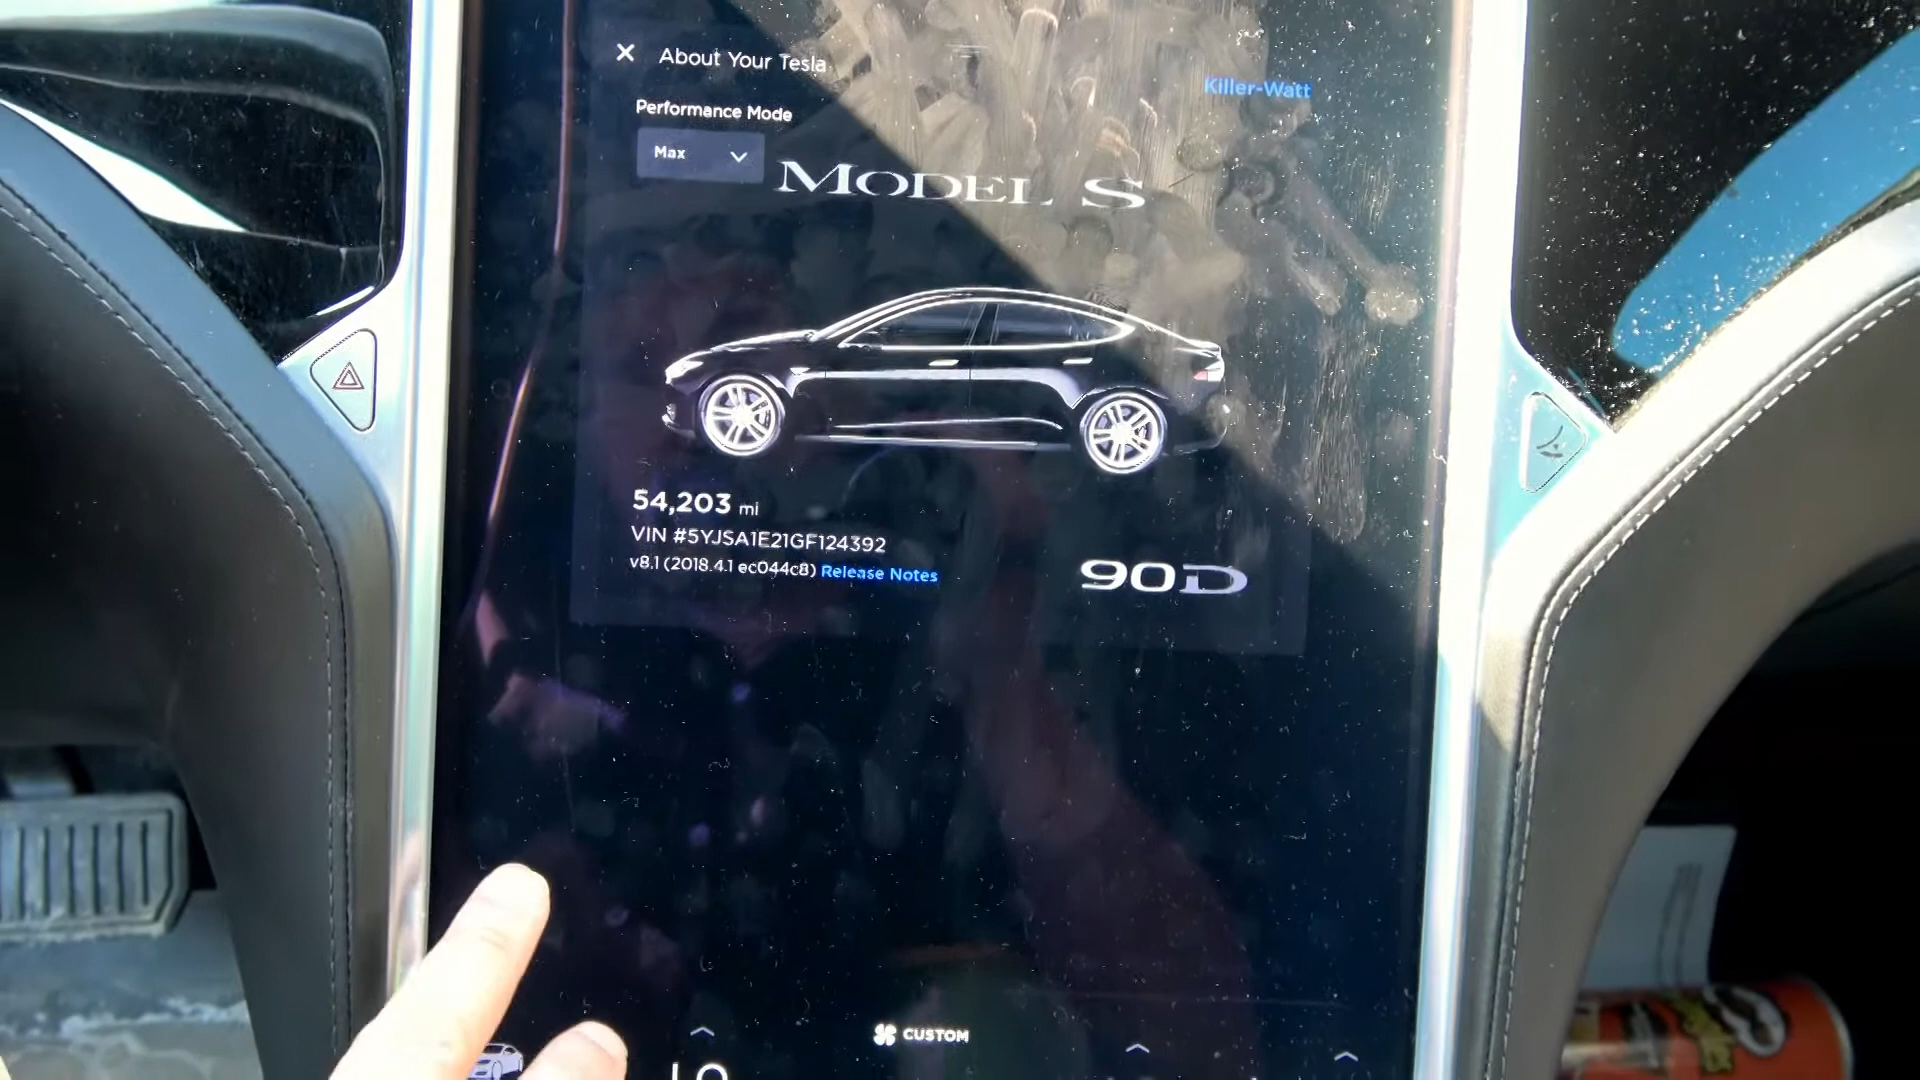 About Your Tesla
Killer-Watt
Performance Mode
Max
MODEL S
54,203 mi
VIN #5YJSA1E21GF124392
v8.1 (2018.4.1 ec044c8) Release Notes
90D
CUSTOM
LO